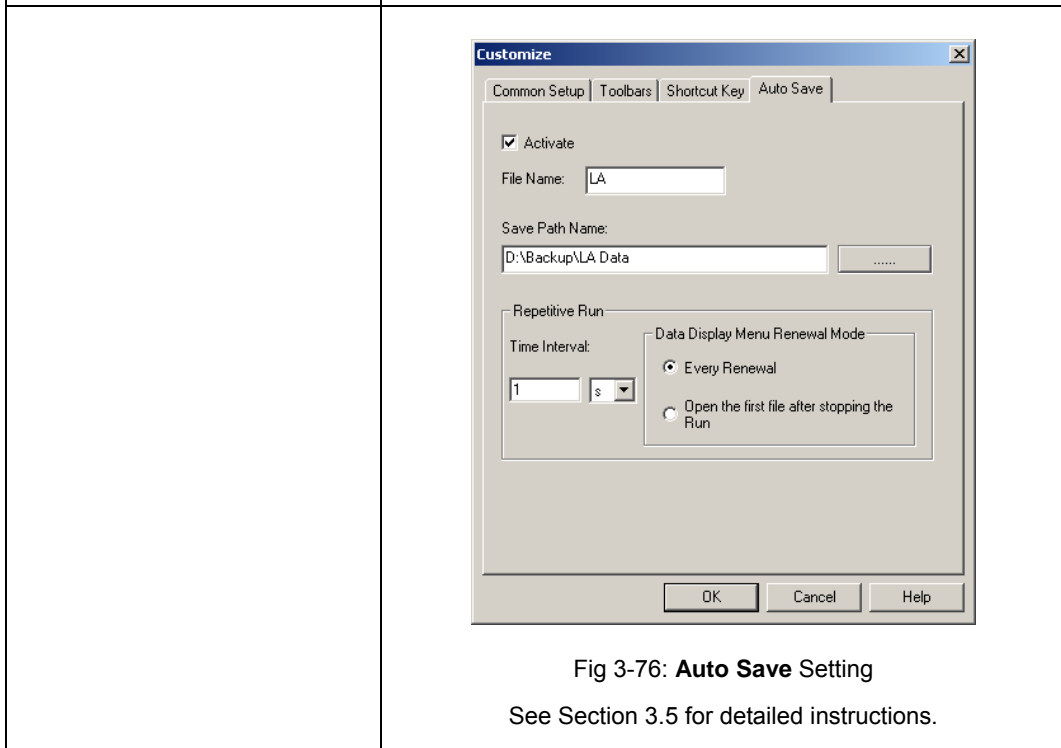 Customize
Common Setup Toolbars Shortcut Key Auto Save
Activate
File Name: LA
Save Path Name:
D:\Backup\LA Data ......
Repetitive Run
Time Interval:
1 s
Data Display Menu Renewal Mode
Every Renewal
Open the first file after stopping the
Run
OK Cancel Help
Fig 3-76: Auto Save Setting
See Section 3.5 for detailed instructions.